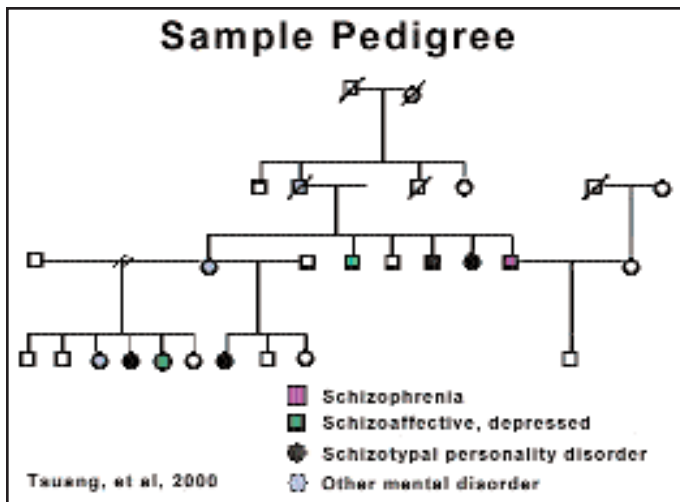 Sample Pedigree
Schizophrenia
Schizoaffective, depressed
Schizotypal personality disorder
Tsuang, et al, 2000
Other mental disorder